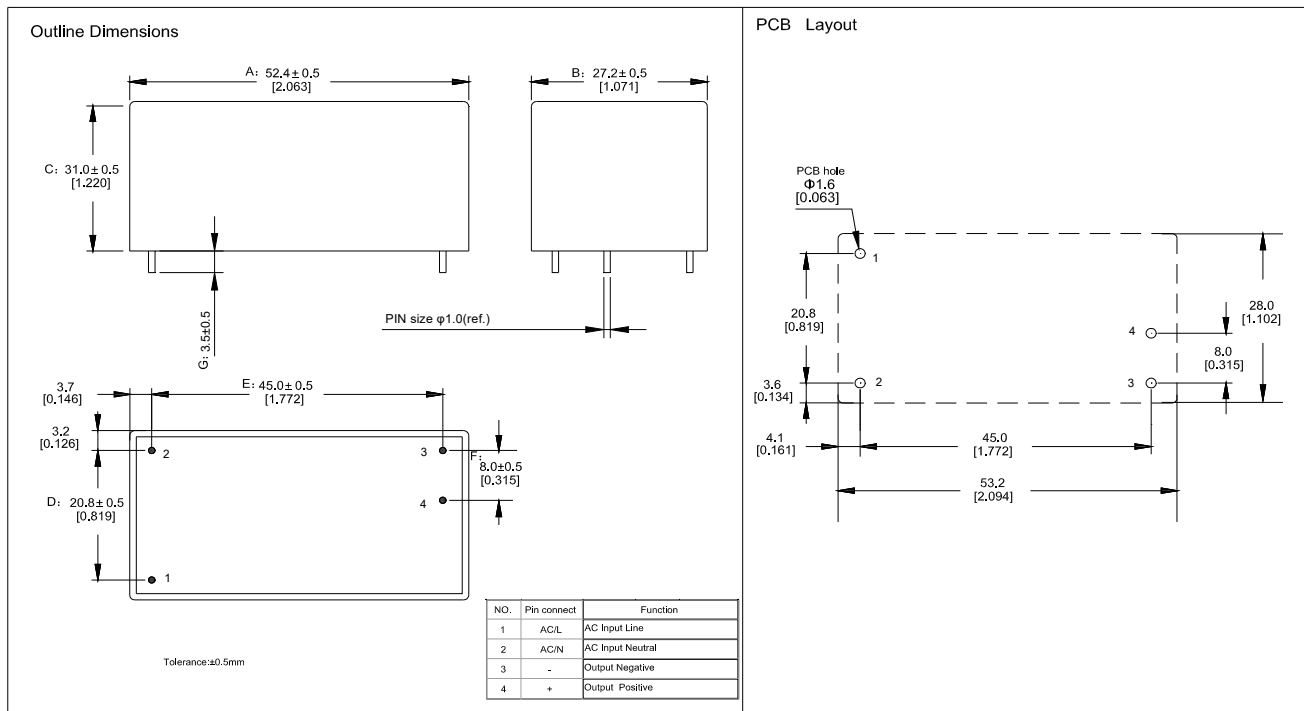 Outline Dimensions
A: 52.4±0.5
[2.063]
B: 27.2±0.5
[1.071]
C: 31.0±0.5
[1.220]
G: 3.5±0.5
PIN size φ1.0(ref.)
3.7
[0.146]
E: 45.0±0.5
[1.772]
3.2
[0.126]
2
3
F:
8.0±0.5
[0.315]
D: 20.8±0.5
[0.819]
4
1
Tolerance:±0.5mm
NO. Pin connect Function
1 AC/L AC Input Line
2 AC/N AC Input Neutral
3 - Output Negative
4 + Output Positive
PCB Layout
PCB hole
Φ1.6
[0.063]
1
20.8
[0.819]
4
28.0
[1.102]
8.0
[0.315]
2
3
3.6
[0.134]
4.1
[0.161]
45.0
[1.772]
53.2
[2.094]